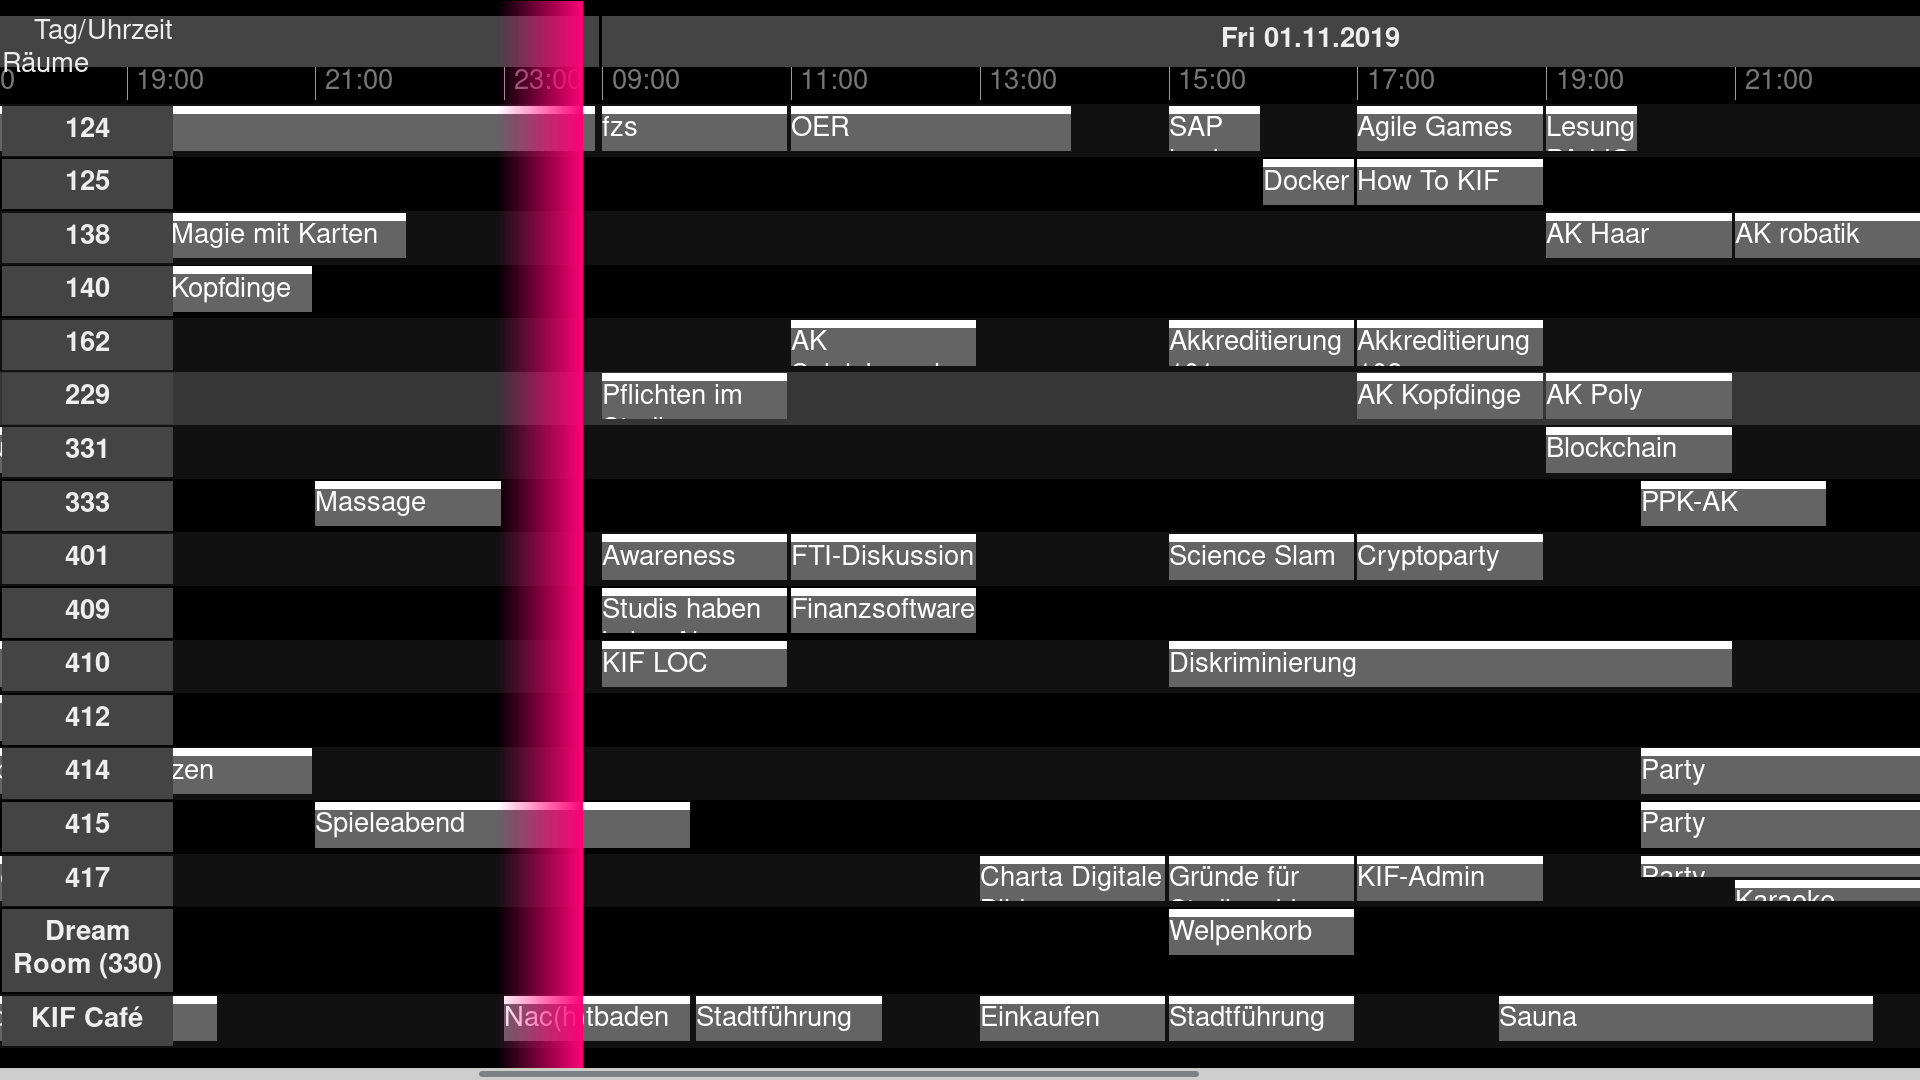 Tag/Uhrzeit
Fri 01.11.2019
Räume
0 19:00 21:00 23:00 09:00 11:00 13:00 15:00 17:00 19:00 21:00
124 fzs OER SAP Agile Games Lesung
125 Docker How To KIF
138 Magie mit Karten AK Haar AK robatik
140 Kopfdinge
162 AK Akkreditierung Akkreditierung
229 Pflichten im AK Kopfdinge AK Poly
331 Blockchain
333 Massage PPK-AK
401 Awareness FTI-Diskussion Science Slam Cryptoparty
409 Studis haben Finanzsoftware
410 KIF LOC Diskriminierung
412
414 zen Party
415 Spieleabend Party
417 Charta Digitale Gründe für KIF-Admin Party
Karaoke
Dream Welpenkorb
Room (330)
KIF Café Nac(h)tbaden Stadtführung Einkaufen Stadtführung Sauna